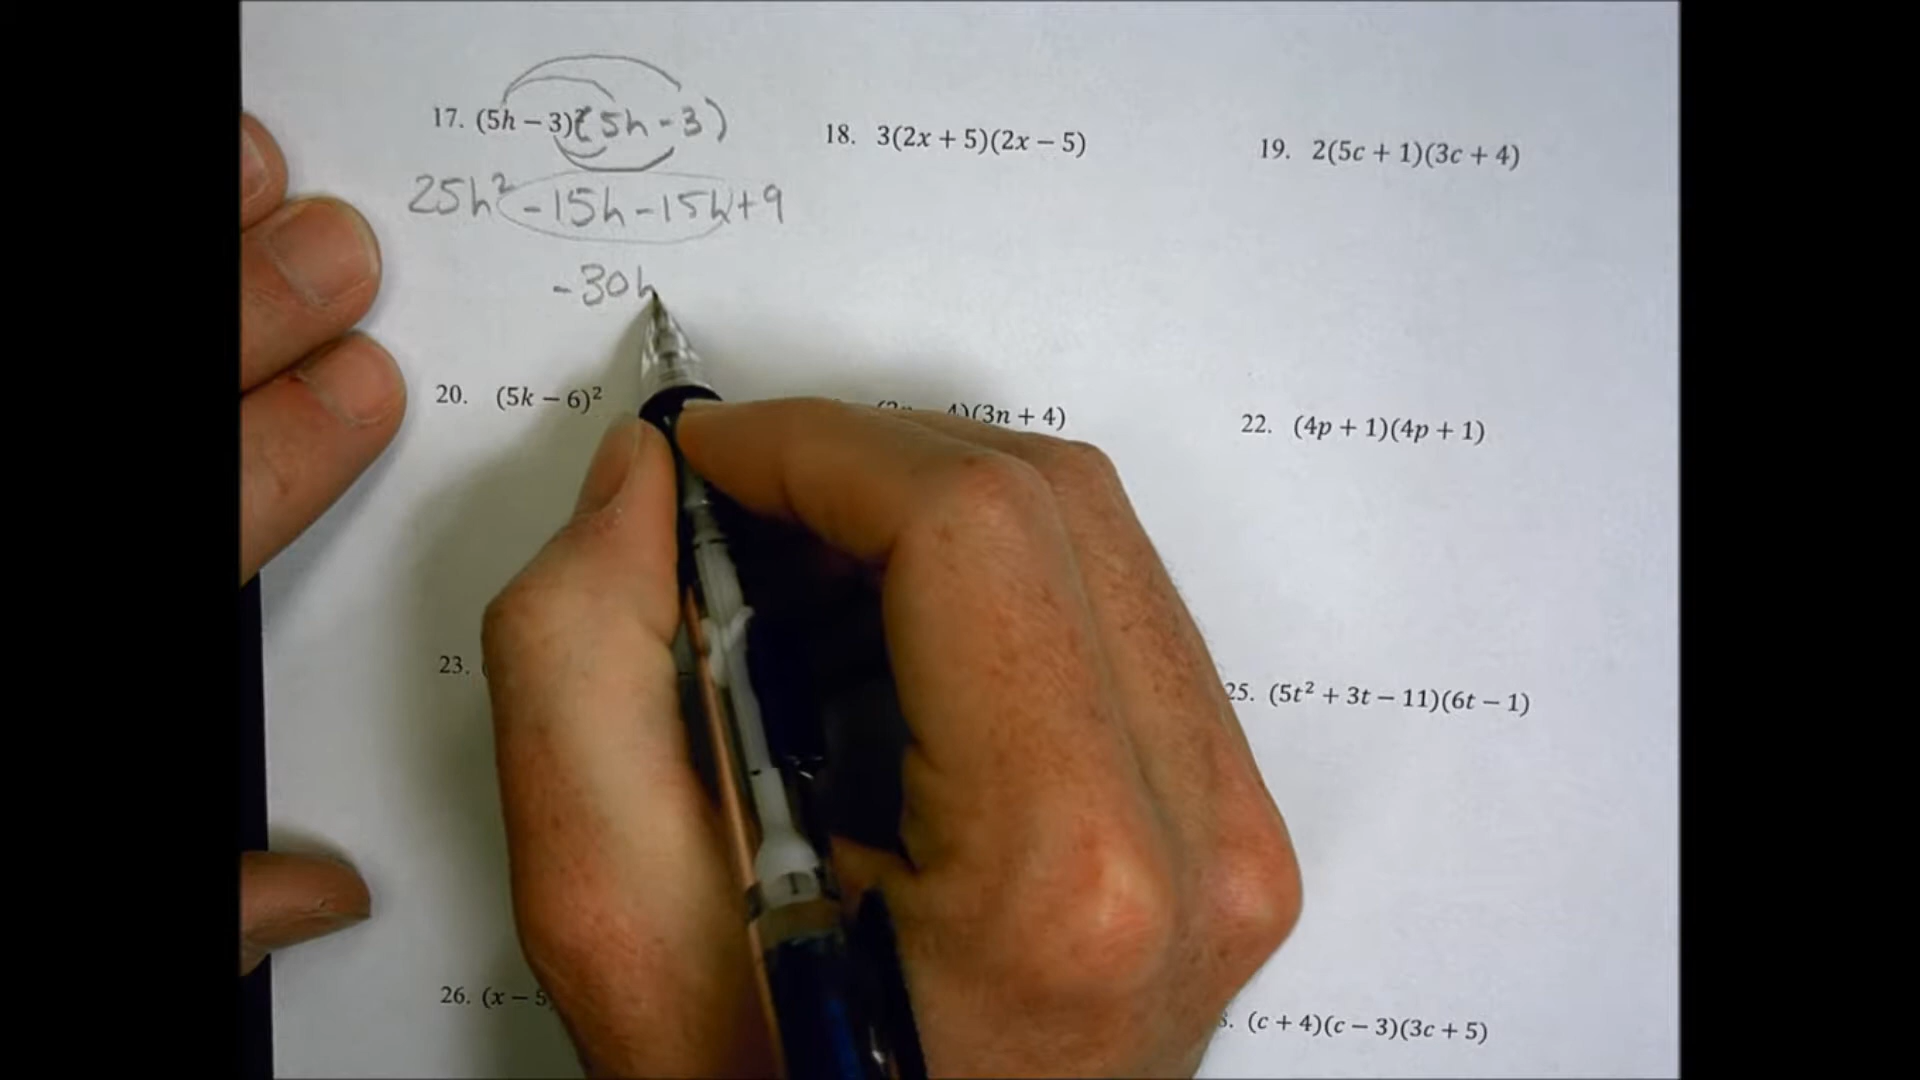 17. (5h − 3)²(5h - 3)
25h² - 15h - 15h + 9
- 30h
18. 3(2x + 5)(2x − 5)
19. 2(5c + 1)(3c + 4)
20. (5k − 6)²
(3n + 4)
22. (4p + 1)(4p + 1)
23.
25. (5t² + 3t − 11)(6t − 1)
26. (x − 5
(c + 4)(c − 3)(3c + 5)